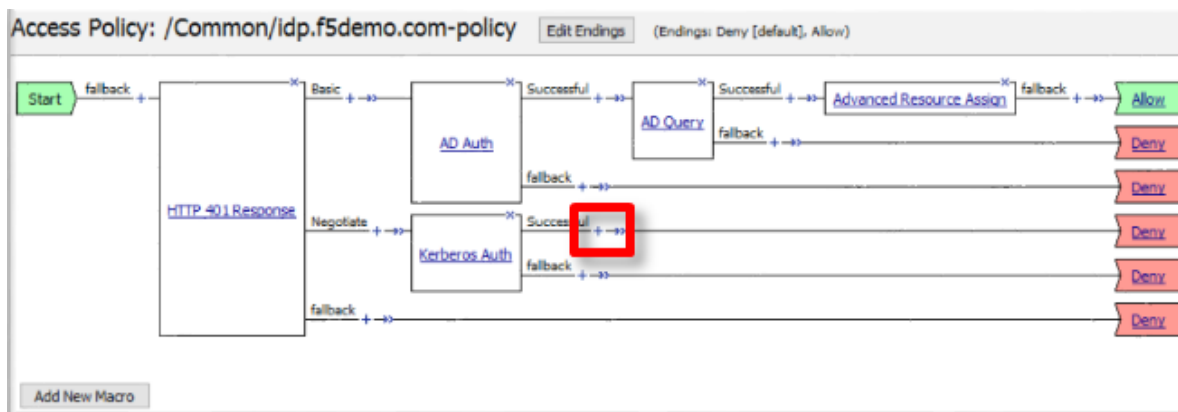 Access Policy: /Common/idp.f5demo.com-policy Edit Endings (Endings: Deny [default], Allow)
Start fallback + HTTP 401 Response Basic + AD Auth Successful + AD Query Successful + Advanced Resource Assign fallback + Allow
fallback + Deny
fallback + Deny
Negotiate + Kerberos Auth Successful + Deny
fallback + Deny
fallback + Deny
Add New Macro